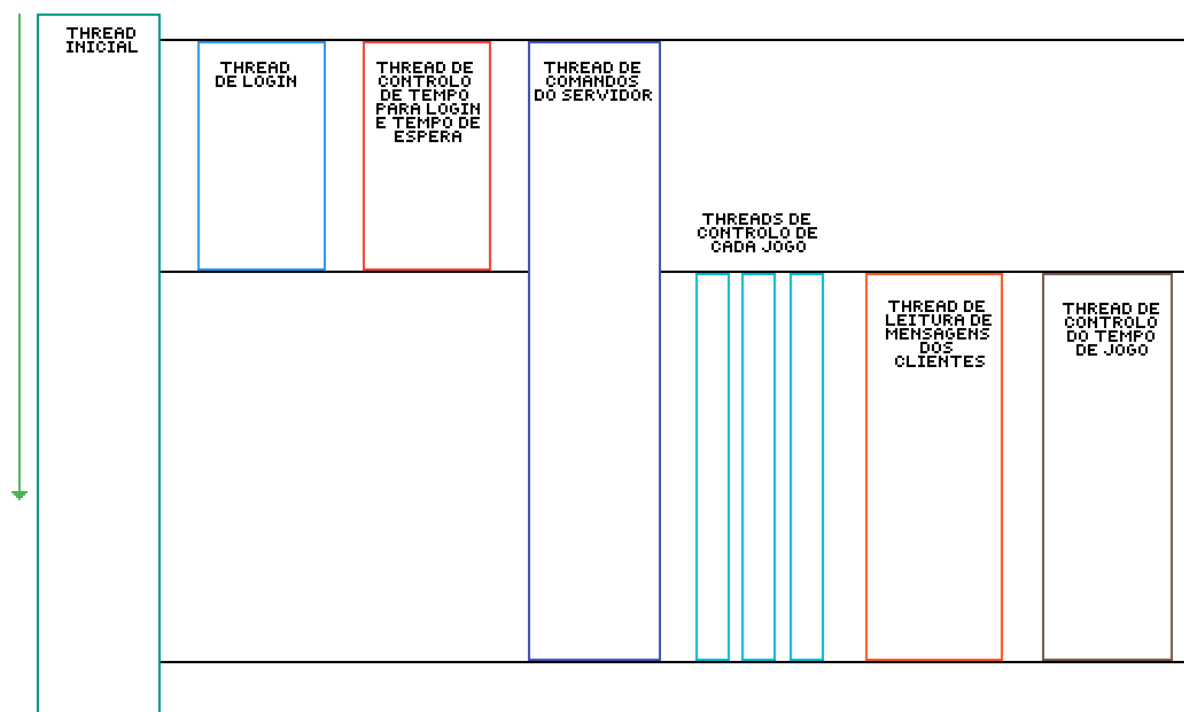 THREAD
INICIAL
THREAD
DE LOGIN
THREAD DE
CONTROLO
DE TEMPO
PARA LOGIN
E TEMPO DE
ESPERA
THREAD DE
COMANDOS
DO SERVIDOR
THREADS DE
CONTROLO DE
CADA JOGO
THREAD DE
LEITURA DE
MENSAGENS
DOS
CLIENTES
THREAD DE
CONTROLO
DO TEMPO
DE JOGO